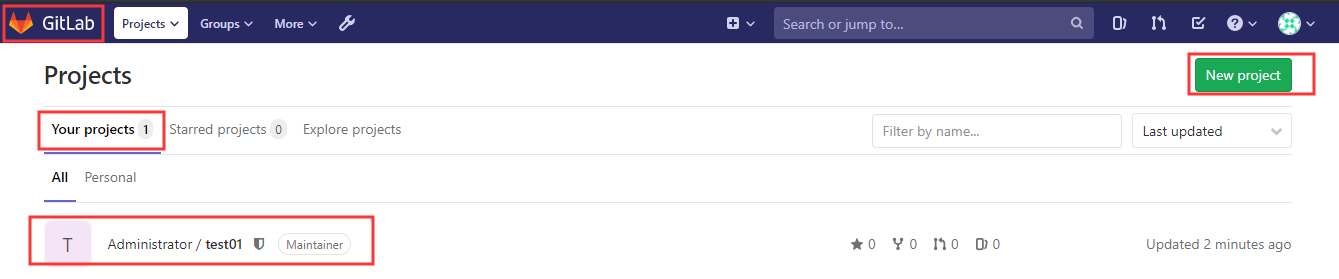 GitLab Projects Groups More Search or jump to...
Projects New project
Your projects 1 Starred projects 0 Explore projects Filter by name... Last updated
All Personal
T Administrator / test01 Maintainer 0 0 0 0 Updated 2 minutes ago